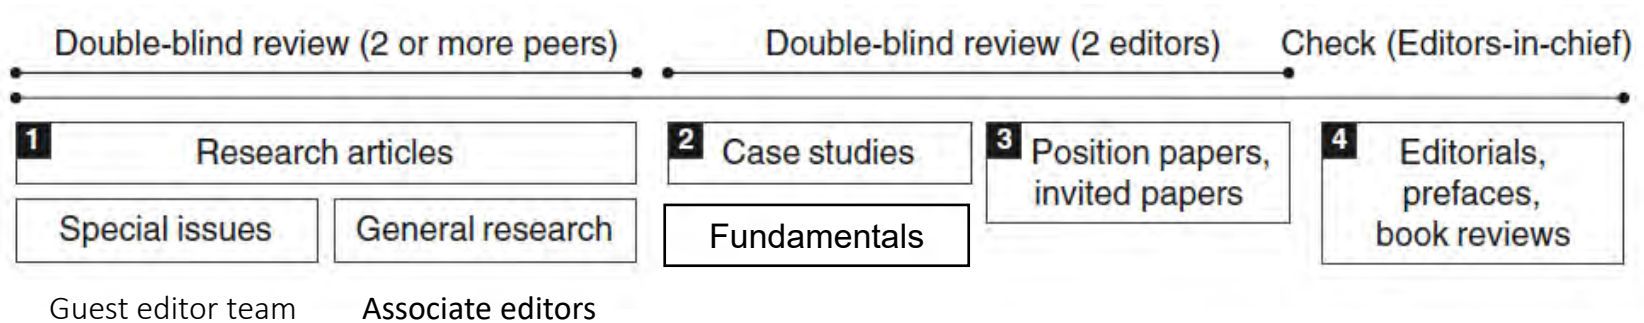 Double-blind review (2 or more peers)
Double-blind review (2 editors)
Check (Editors-in-chief)
1
Research articles
2
Case studies
3
Position papers,
invited papers
4
Editorials,
prefaces,
book reviews
Special issues
General research
Fundamentals
Guest editor team
Associate editors